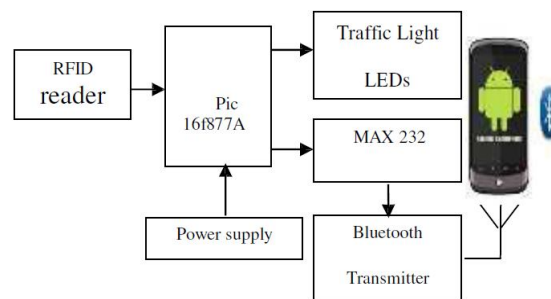 RFID
reader
Pic
16f877A
Traffic Light
LEDs
MAX 232
Power supply
Bluetooth
Transmitter